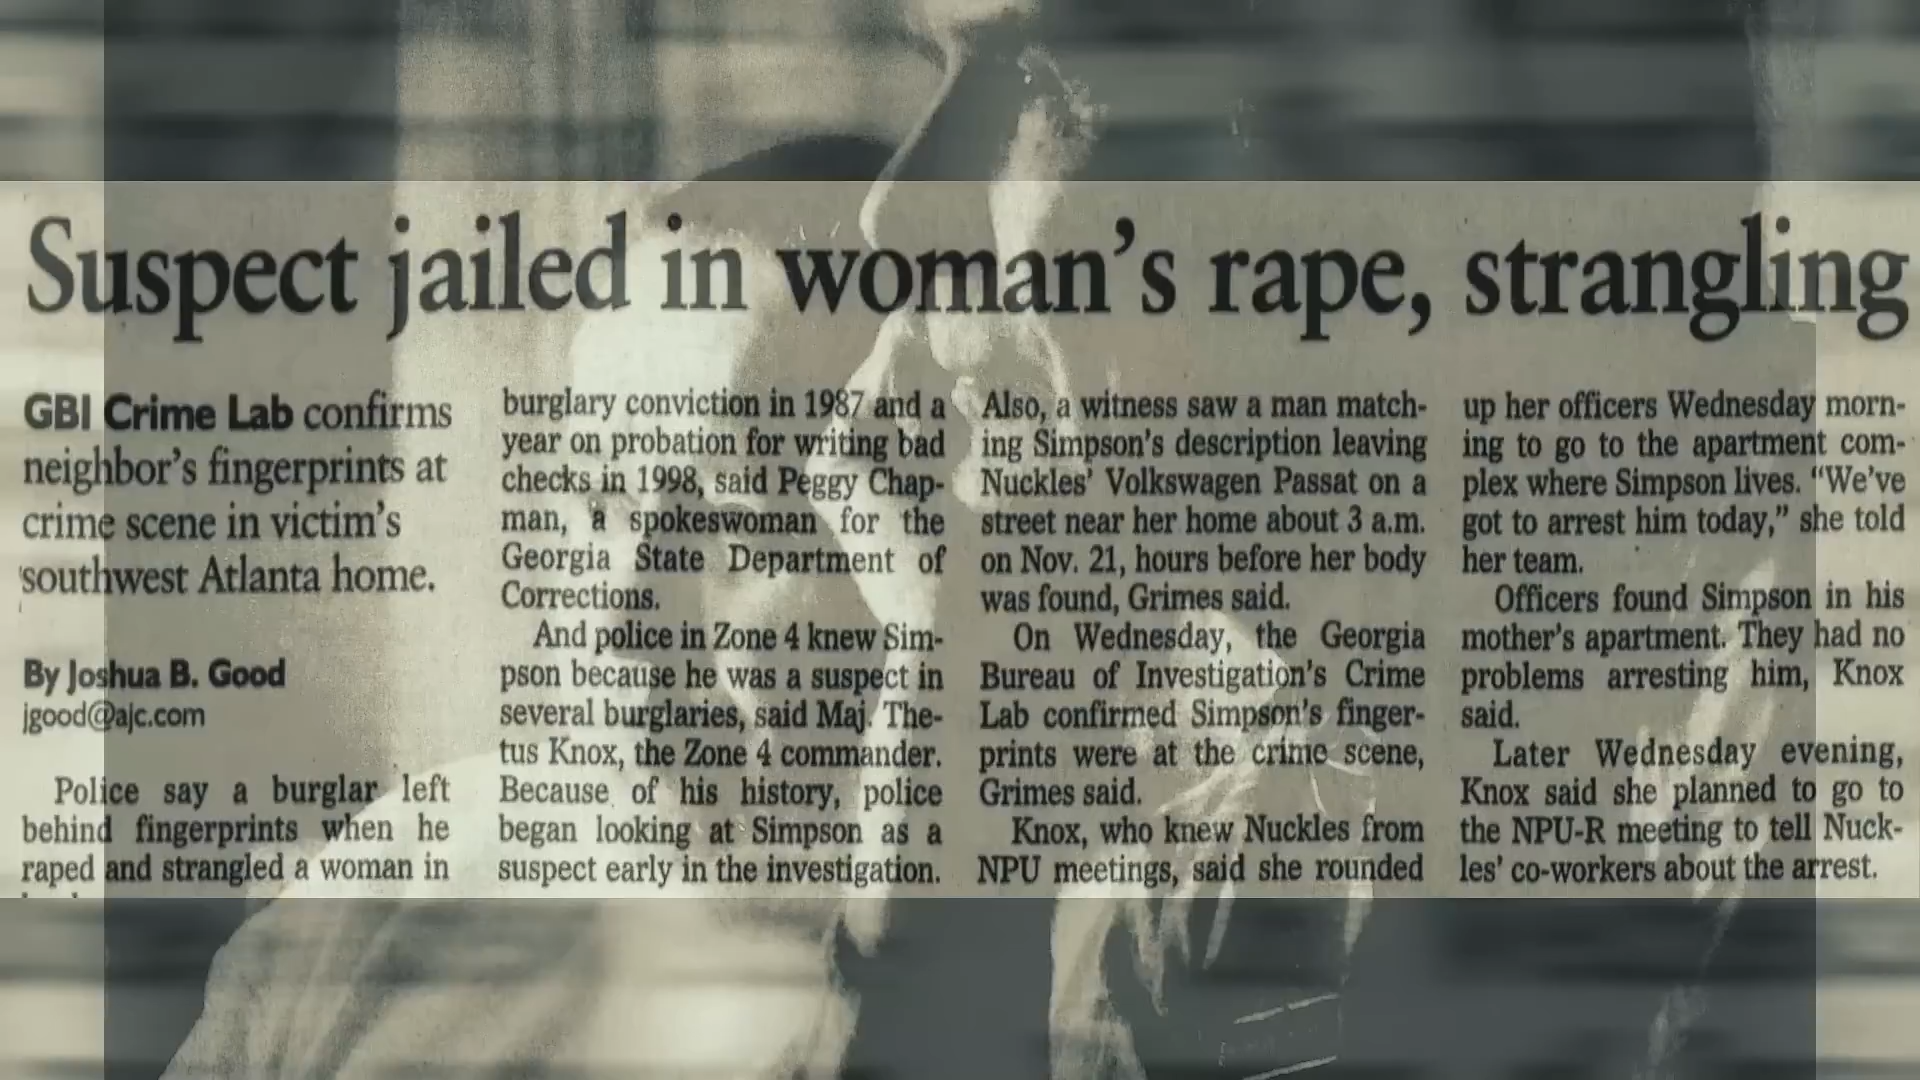 Suspect jailed in woman's rape, strangling
GBI Crime Lab confirms
neighbor's fingerprints at
crime scene in victim's
southwest Atlanta home.
By Joshua B. Good
jgood@ajc.com
Police say a burglar left
behind fingerprints when he
raped and strangled a woman in
burglary conviction in 1987 and a
year on probation for writing bad
checks in 1998, said Peggy Chap-
man, a spokeswoman for the
Georgia State Department of
Corrections.
And police in Zone 4 knew Sim-
pson because he was a suspect in
several burglaries, said Maj. The-
tus Knox, the Zone 4 commander.
Because of his history, police
began looking at Simpson as a
suspect early in the investigation.
Also, a witness saw a man match-
ing Simpson's description leaving
Nuckles' Volkswagen Passat on a
street near her home about 3 a.m.
on Nov. 21, hours before her body
was found, Grimes said.
On Wednesday, the Georgia
Bureau of Investigation's Crime
Lab confirmed Simpson's finger-
prints were at the crime scene,
Grimes said.
Knox, who knew Nuckles from
NPU meetings, said she rounded
up her officers Wednesday morn-
ing to go to the apartment com-
plex where Simpson lives. "We've
got to arrest him today," she told
her team.
Officers found Simpson in his
mother's apartment. They had no
problems arresting him, Knox
said.
Later Wednesday evening,
Knox said she planned to go to
the NPU-R meeting to tell Nuck-
les' co-workers about the arrest.